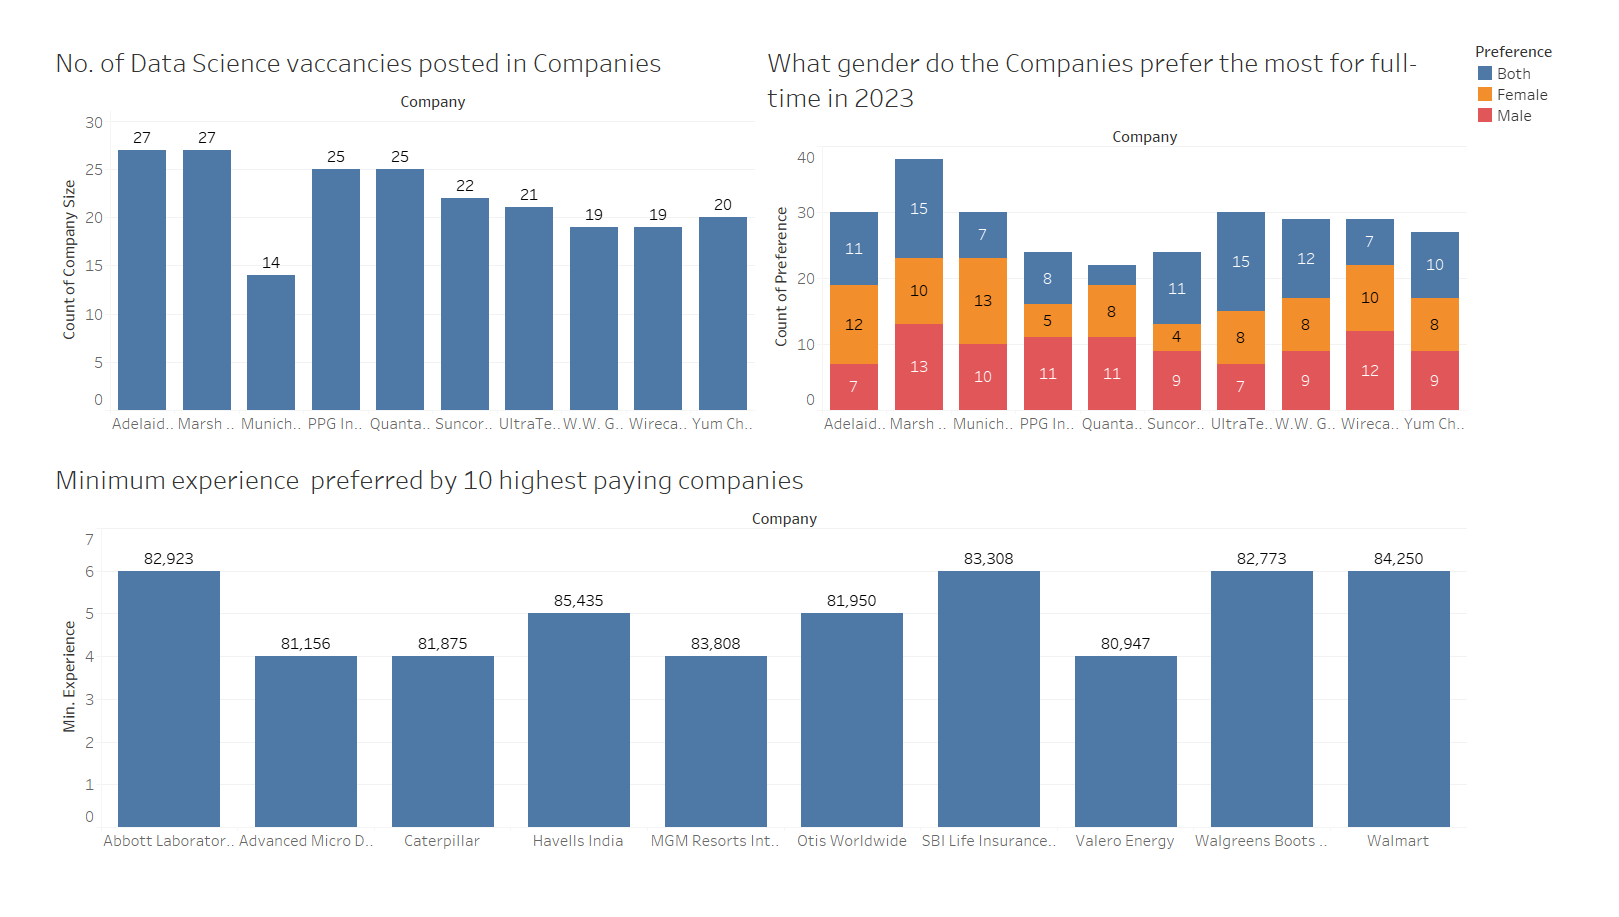 No. of Data Science vaccancies posted in Companies
Company
30
25
20
15
10
5
0
Count of Company Size
27 27 14 25 25 22 21 19 19 20
Adelaid.. Marsh .. Munich.. PPG In.. Quanta.. Suncor.. UltraTe.. W.W. G.. Wireca.. Yum Ch..
What gender do the Companies prefer the most for full-
time in 2023
Preference
Both
Female
Male
Company
40
30
20
10
0
Count of Preference
11 15 7 8 11 15 12 7 10
12 10 13 5 8 4 8 8 10 8
7 13 10 11 11 9 7 9 12 9
Adelaid.. Marsh .. Munich.. PPG In.. Quanta.. Suncor.. UltraTe.. W.W. G.. Wireca.. Yum Ch..
Minimum experience  preferred by 10 highest paying companies
Company
7
6
5
4
3
2
1
0
Min. Experience
82,923 81,156 81,875 85,435 83,808 81,950 83,308 80,947 82,773 84,250
Abbott Laborator.. Advanced Micro D.. Caterpillar Havells India MGM Resorts Int.. Otis Worldwide SBI Life Insurance.. Valero Energy Walgreens Boots .. Walmart